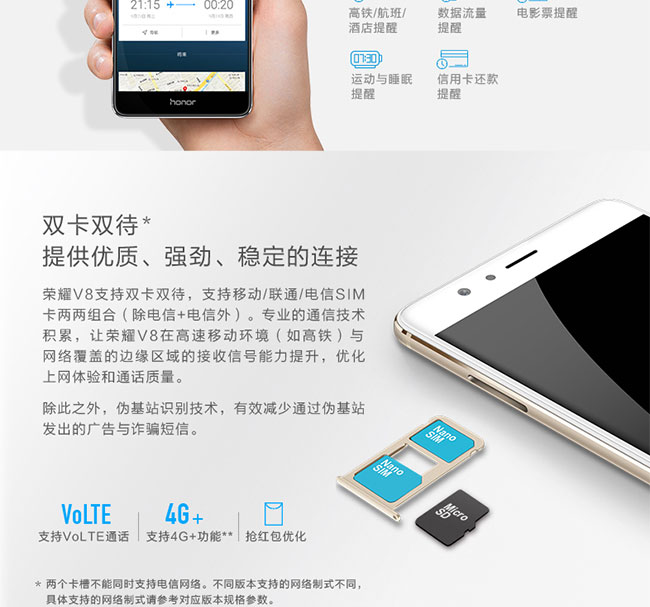 21:15
00:20
导航
更多
结束
honor
高铁/航班/
酒店提醒
数据流量
提醒
电影票提醒
07:30
运动与睡眠
提醒
信用卡还款
提醒
双卡双待*
提供优质、强劲、稳定的连接
荣耀V8支持双卡双待，支持移动/联通/电信SIM
卡两两组合（除电信+电信外）。专业的通信技术
积累，让荣耀V8在高速移动环境（如高铁）与
网络覆盖的边缘区域的接收信号能力提升，优化
上网体验和通话质量。
除此之外，伪基站识别技术，有效减少通过伪基站
发出的广告与诈骗短信。
Nano
SIM
Nano
SIM
Micro
SD
VoLTE
支持VoLTE通话
4G+
支持4G+功能**
抢红包优化
* 两个卡槽不能同时支持电信网络。不同版本支持的网络制式不同，
具体支持的网络制式请参考对应版本规格参数。